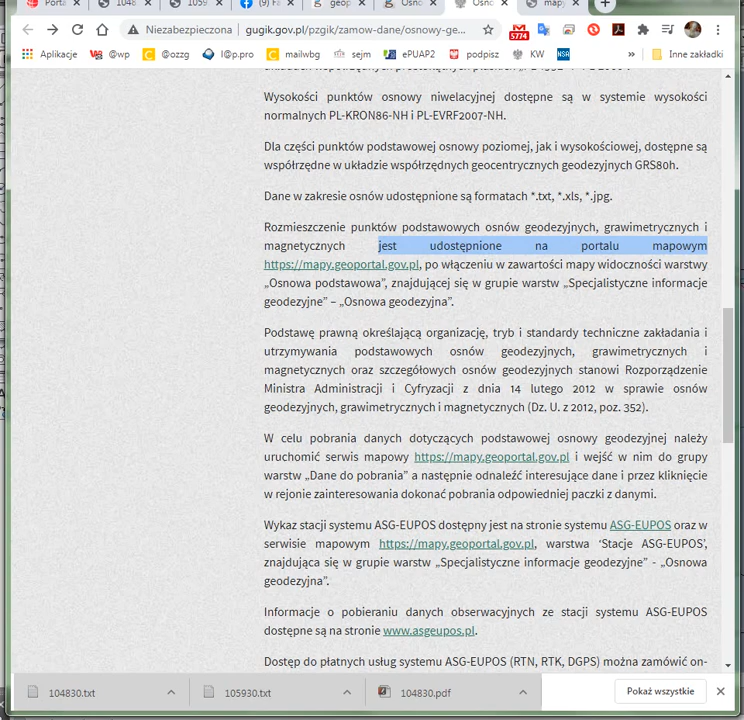 Porta
1048
1059
(9) Fa
geop
Osno
Osno
mapy
Niezabezpieczona
gugik.gov.pl/pzgik/zamow-dane/osnowy-ge...
5774
Aplikacje
@wp
@ozzg
l@p.pro
mailwbg
sejm
ePUAP2
podpisz
KW
NSR
»
Inne zakładki
Wysokości punktów osnowy niwelacyjnej dostępne są w systemie wysokości
normalnych PL-KRON86-NH i PL-EVRF2007-NH.
Dla części punktów podstawowej osnowy poziomej, jak i wysokościowej, dostępne są
współrzędne w układzie współrzędnych geocentrycznych geodezyjnych GRS80h.
Dane w zakresie osnów udostępnione są formatach *.txt, *.xls, *.jpg.
Rozmieszczenie punktów podstawowych osnów geodezyjnych, grawimetrycznych i
magnetycznych jest udostępnione na portalu mapowym
https://mapy.geoportal.gov.pl, po włączeniu w zawartości mapy widoczności warstwy
„Osnowa podstawowa”, znajdującej się w grupie warstw „Specjalistyczne informacje
geodezyjne” – „Osnowa geodezyjna”.
Podstawę prawną określającą organizację, tryb i standardy techniczne zakładania i
utrzymywania podstawowych osnów geodezyjnych, grawimetrycznych i
magnetycznych oraz szczegółowych osnów geodezyjnych stanowi Rozporządzenie
Ministra Administracji i Cyfryzacji z dnia 14 lutego 2012 w sprawie osnów
geodezyjnych, grawimetrycznych i magnetycznych (Dz. U. z 2012, poz. 352).
W celu pobrania danych dotyczących podstawowej osnowy geodezyjnej należy
uruchomić serwis mapowy https://mapy.geoportal.gov.pl i wejść w nim do grupy
warstw „Dane do pobrania” a następnie odnaleźć interesujące dane i przez kliknięcie
w rejonie zainteresowania dokonać pobrania odpowiedniej paczki z danymi.
Wykaz stacji systemu ASG-EUPOS dostępny jest na stronie systemu ASG-EUPOS oraz w
serwisie mapowym https://mapy.geoportal.gov.pl, warstwa ‘Stacje ASG-EUPOS’,
znajdująca się w grupie warstw „Specjalistyczne informacje geodezyjne” - „Osnowa
geodezyjna”.
Informacje o pobieraniu danych obserwacyjnych ze stacji systemu ASG-EUPOS
dostępne są na stronie www.asgeupos.pl.
Dostęp do płatnych usług systemu ASG-EUPOS (RTN, RTK, DGPS) można zamówić on-
104830.txt
105930.txt
104830.pdf
Pokaż wszystkie